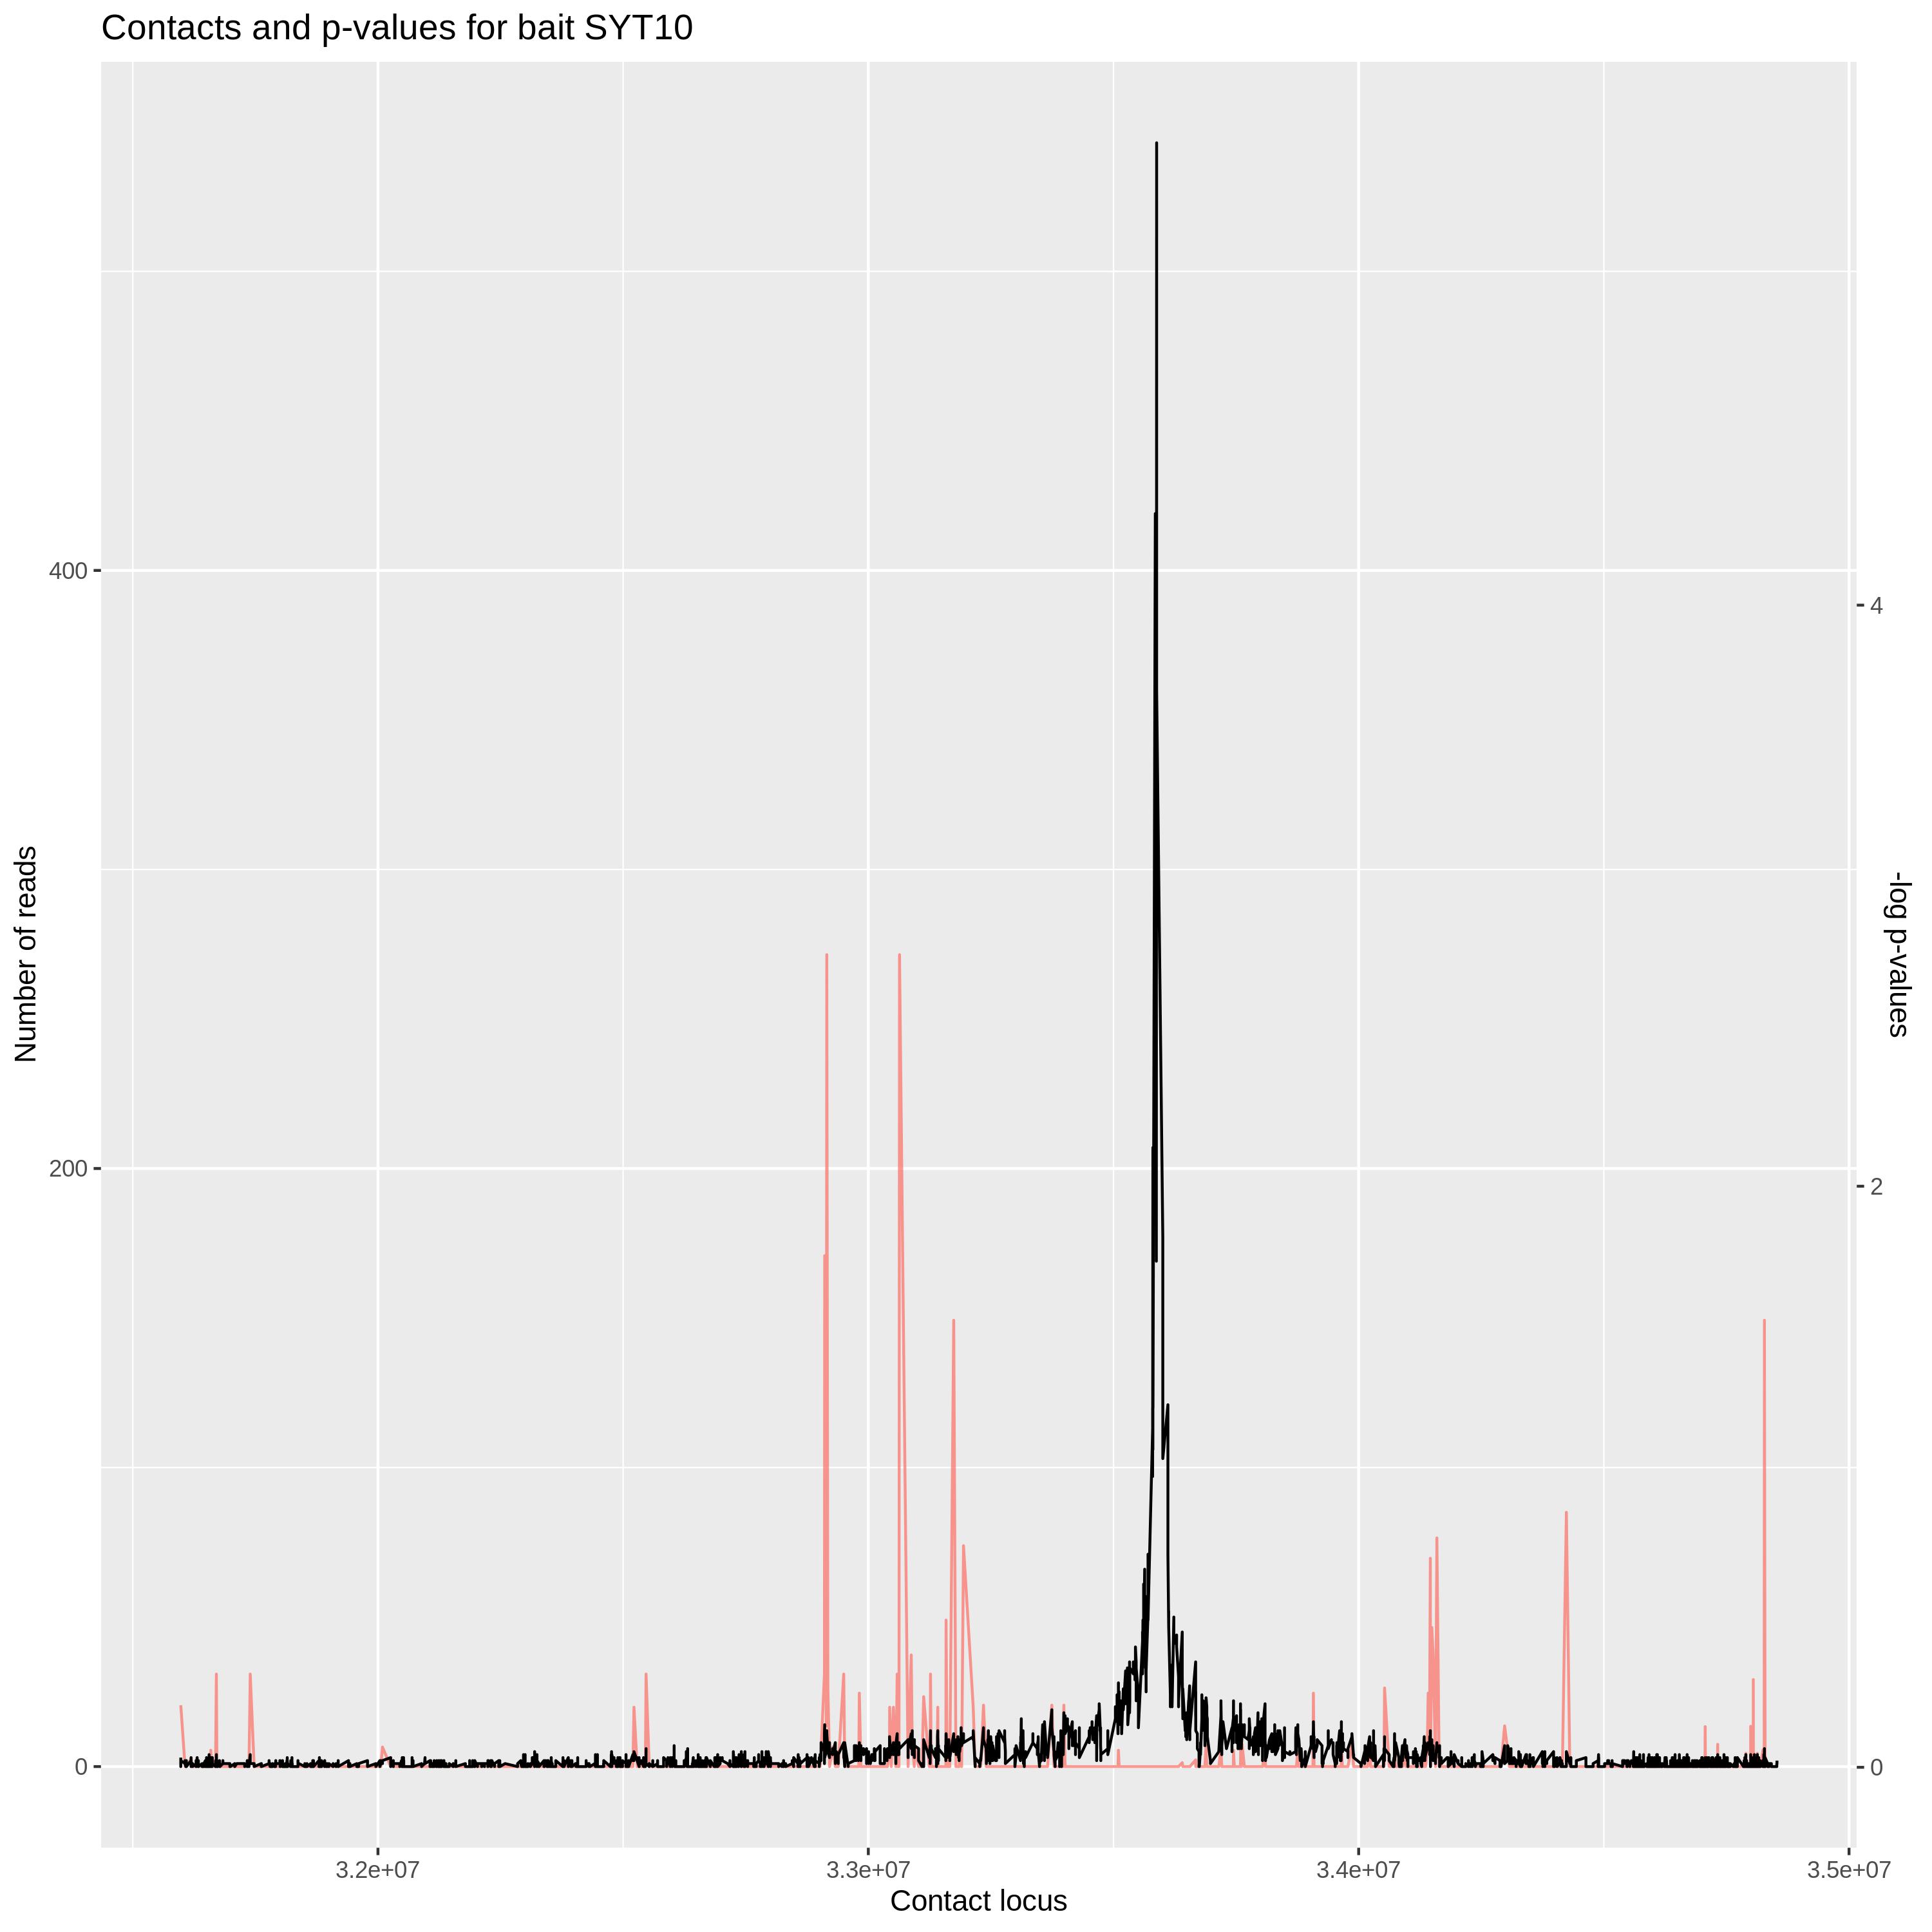 Contacts and p-values for bait SYT10
Number of reads
400
200
0
4
2
0
-log p-values
3.2e+07
3.3e+07
3.4e+07
3.5e+07
Contact locus